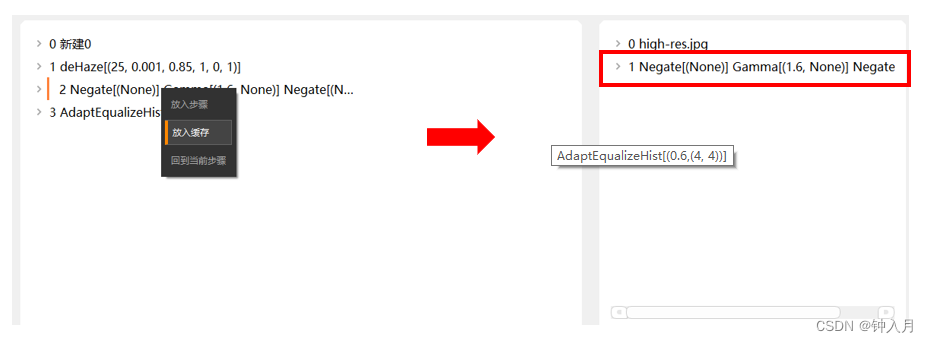 0 新建0
1 deHaze[(25, 0.001, 0.85, 1, 0, 1)]
2 Negate[(None)] Gamma[(1.6, None)] Negate[(N...
3 AdaptEqualizeHis
放入步骤
放入缓存
回到当前步骤
0 high-res.jpg
1 Negate[(None)] Gamma[(1.6, None)] Negate
AdaptEqualizeHist[(0.6,(4, 4))]
CSDN @钟入月